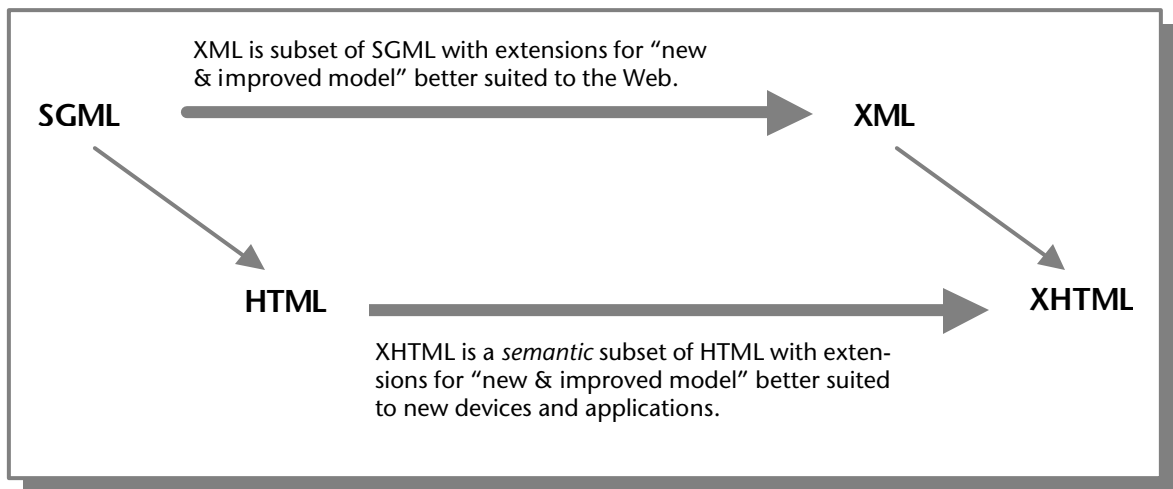 XML is subset of SGML with extensions for “new
& improved model” better suited to the Web.
SGML
XML
HTML
XHTML
XHTML is a semantic subset of HTML with exten-
sions for “new & improved model” better suited
to new devices and applications.